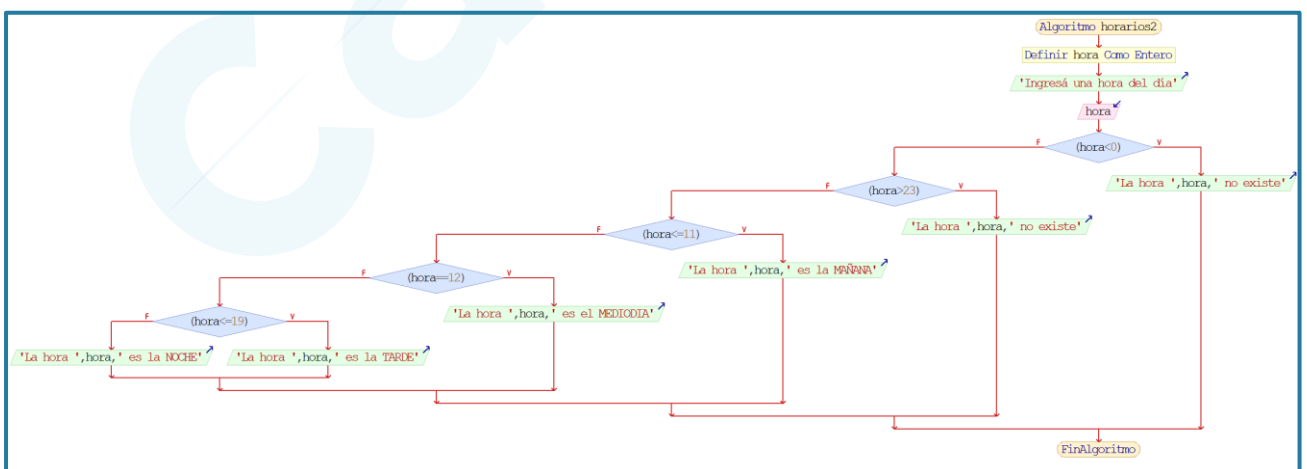 Algoritmo horarios2
Definir hora Como Entero
'Ingresá una hora del día'
hora
F
(hora<0)
V
'La hora ',hora,' no existe'
F
(hora>23)
V
'La hora ',hora,' no existe'
F
(hora<=11)
V
'La hora ',hora,' es la MAÑANA'
F
(hora==12)
V
'La hora ',hora,' es el MEDIODIA'
F
(hora<=19)
V
'La hora ',hora,' es la NOCHE'
'La hora ',hora,' es la TARDE'
FinAlgoritmo